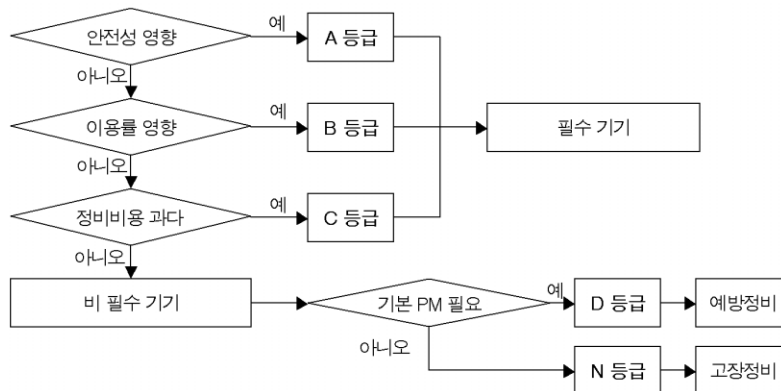 안전성 영향
예
A 등급
아니오
이용률 영향
예
B 등급
필수 기기
아니오
정비비용 과다
예
C 등급
아니오
비 필수 기기
기본 PM 필요
예
D 등급
예방정비
아니오
N 등급
고장정비